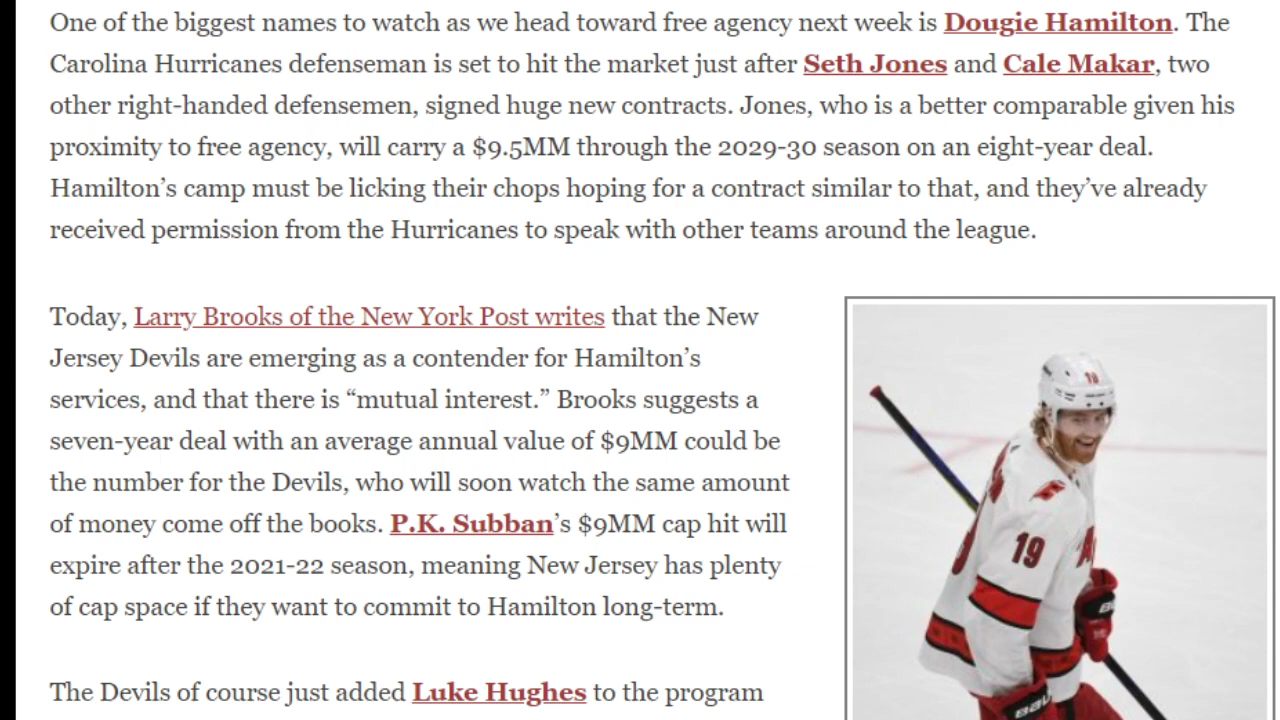 One of the biggest names to watch as we head toward free agency next week is Dougie Hamilton. The
Carolina Hurricanes defenseman is set to hit the market just after Seth Jones and Cale Makar, two
other right-handed defensemen, signed huge new contracts. Jones, who is a better comparable given his
proximity to free agency, will carry a $9.5MM through the 2029-30 season on an eight-year deal.
Hamilton’s camp must be licking their chops hoping for a contract similar to that, and they’ve already
received permission from the Hurricanes to speak with other teams around the league.
Today, Larry Brooks of the New York Post writes that the New
Jersey Devils are emerging as a contender for Hamilton’s
services, and that there is “mutual interest.” Brooks suggests a
seven-year deal with an average annual value of $9MM could be
the number for the Devils, who will soon watch the same amount
of money come off the books. P.K. Subban’s $9MM cap hit will
expire after the 2021-22 season, meaning New Jersey has plenty
of cap space if they want to commit to Hamilton long-term.
The Devils of course just added Luke Hughes to the program
19
19